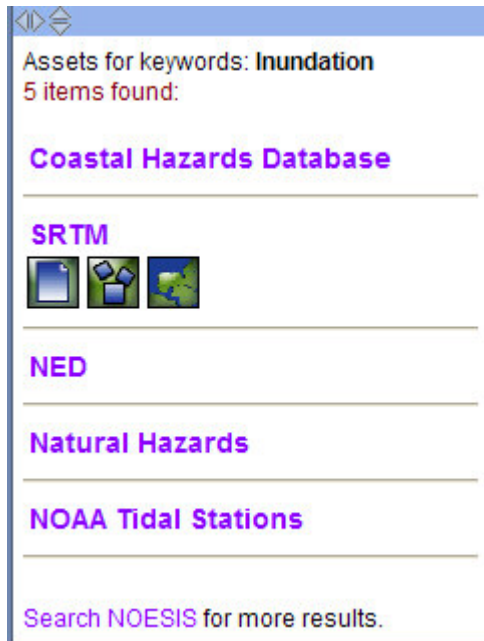 Assets for keywords: Inundation
5 items found:
Coastal Hazards Database
SRTM
NED
Natural Hazards
NOAA Tidal Stations
Search NOESIS for more results.